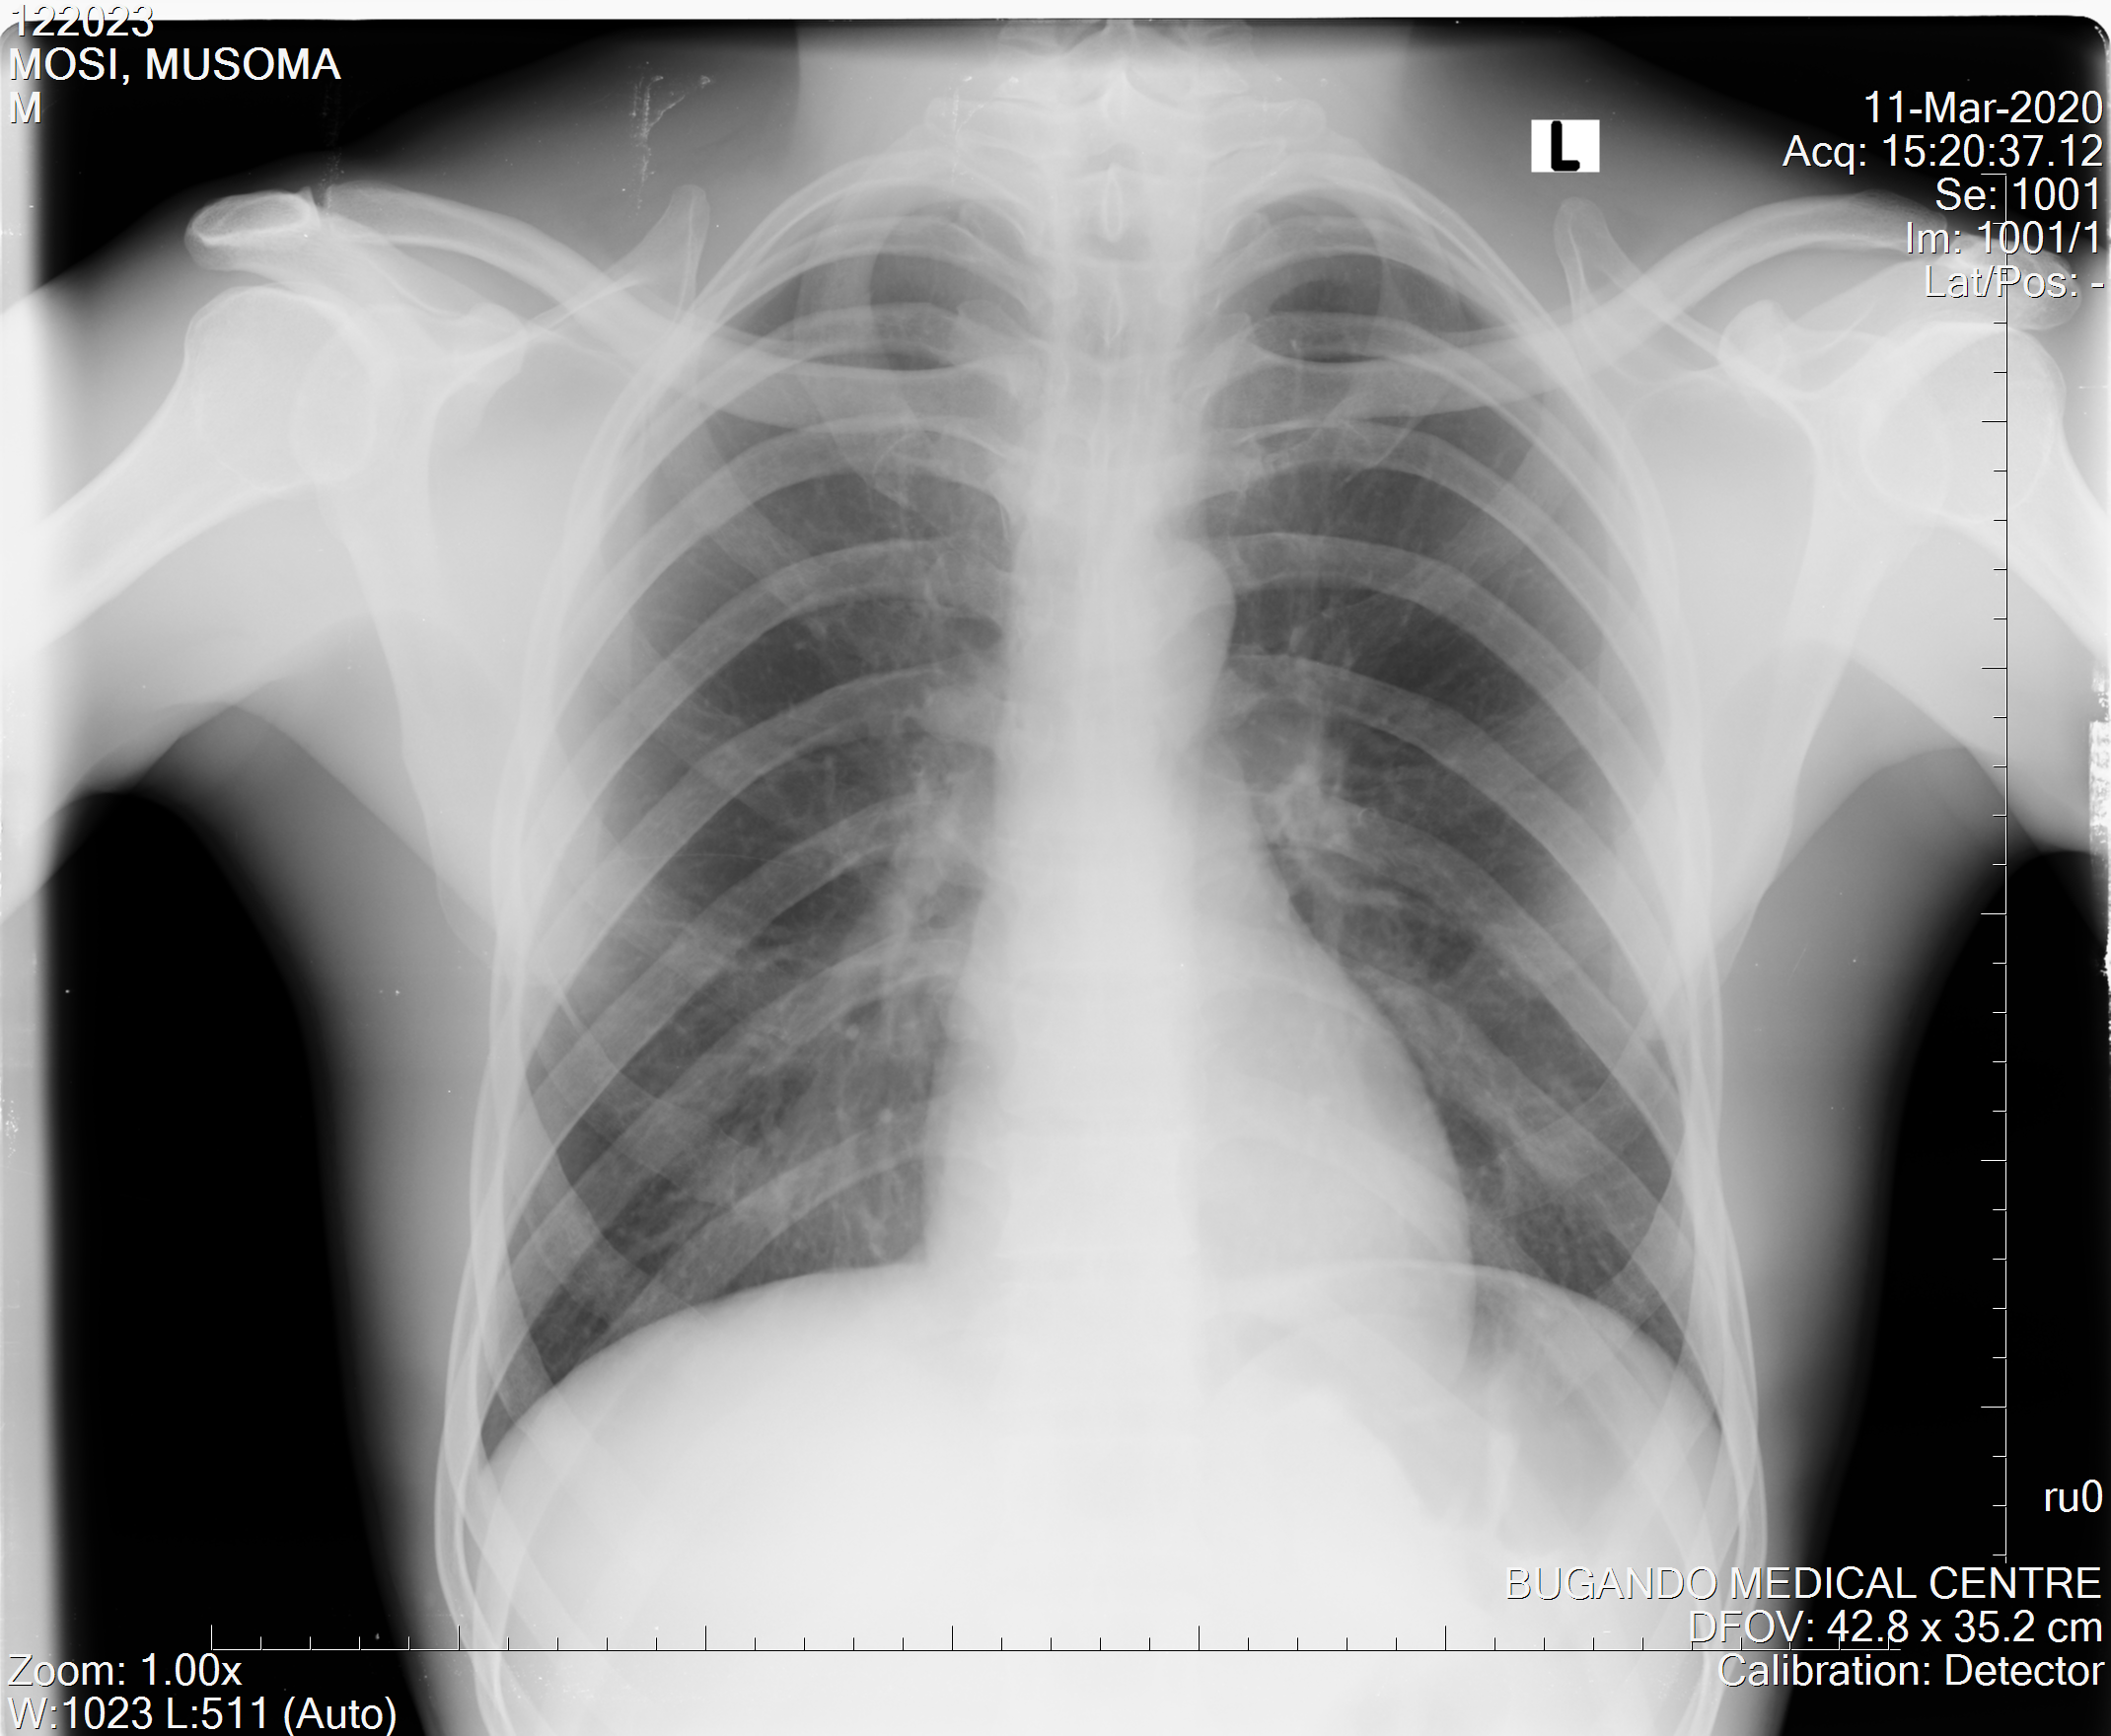 122023
MOSI, MUSOMA
M
L
11-Mar-2020
Acq: 15:20:37.12
Se: 1001
Im: 1001/1
Lat/Pos: -
ru0
BUGANDO MEDICAL CENTRE
DFOV: 42.8 x 35.2 cm
Calibration: Detector
Zoom: 1.00x
W:1023 L:511 (Auto)